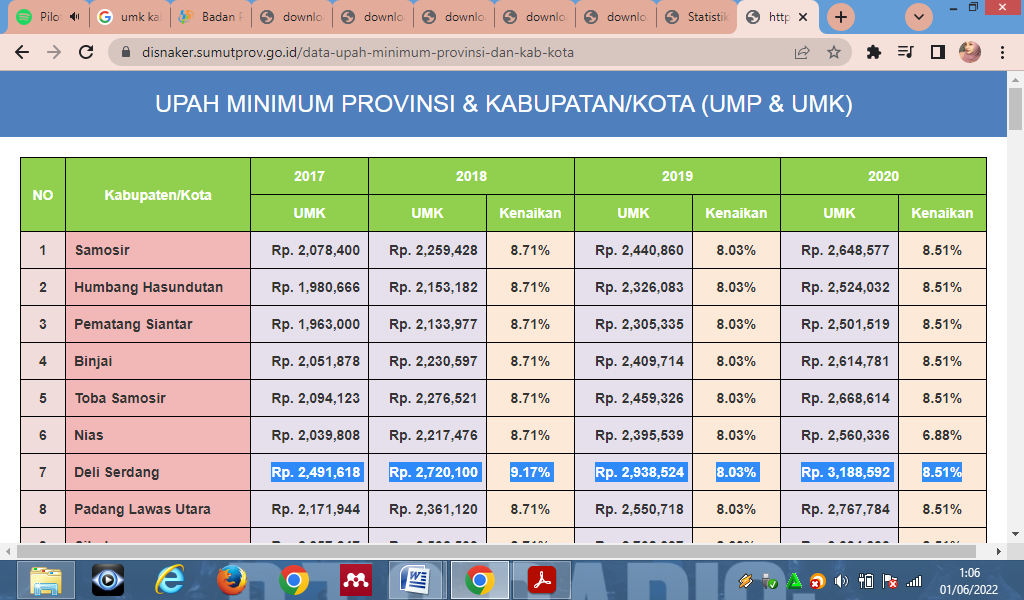 Pilo
umk ka
Badan
downlo
downlo
downlo
downlo
downlo
Statistik
http
disnaker.sumutprov.go.id/data-upah-minimum-provinsi-dan-kab-kota
UPAH MINIMUM PROVINSI & KABUPATAN/KOTA (UMP & UMK)
NO Kabupaten/Kota 2017 2018 2019 2020
UMK UMK Kenaikan UMK Kenaikan UMK Kenaikan
1 Samosir Rp. 2,078,400 Rp. 2,259,428 8.71% Rp. 2,440,860 8.03% Rp. 2,648,577 8.51%
2 Humbang Hasundutan Rp. 1,980,666 Rp. 2,153,182 8.71% Rp. 2,326,083 8.03% Rp. 2,524,032 8.51%
3 Pematang Siantar Rp. 1,963,000 Rp. 2,133,977 8.71% Rp. 2,305,335 8.03% Rp. 2,501,519 8.51%
4 Binjai Rp. 2,051,878 Rp. 2,230,597 8.71% Rp. 2,409,714 8.03% Rp. 2,614,781 8.51%
5 Toba Samosir Rp. 2,094,123 Rp. 2,276,521 8.71% Rp. 2,459,326 8.03% Rp. 2,668,614 8.51%
6 Nias Rp. 2,039,808 Rp. 2,217,476 8.71% Rp. 2,395,539 8.03% Rp. 2,560,336 6.88%
7 Deli Serdang Rp. 2,491,618 Rp. 2,720,100 9.17% Rp. 2,938,524 8.03% Rp. 3,188,592 8.51%
8 Padang Lawas Utara Rp. 2,171,944 Rp. 2,361,120 8.71% Rp. 2,550,718 8.03% Rp. 2,767,784 8.51%
1:06
01/06/2022